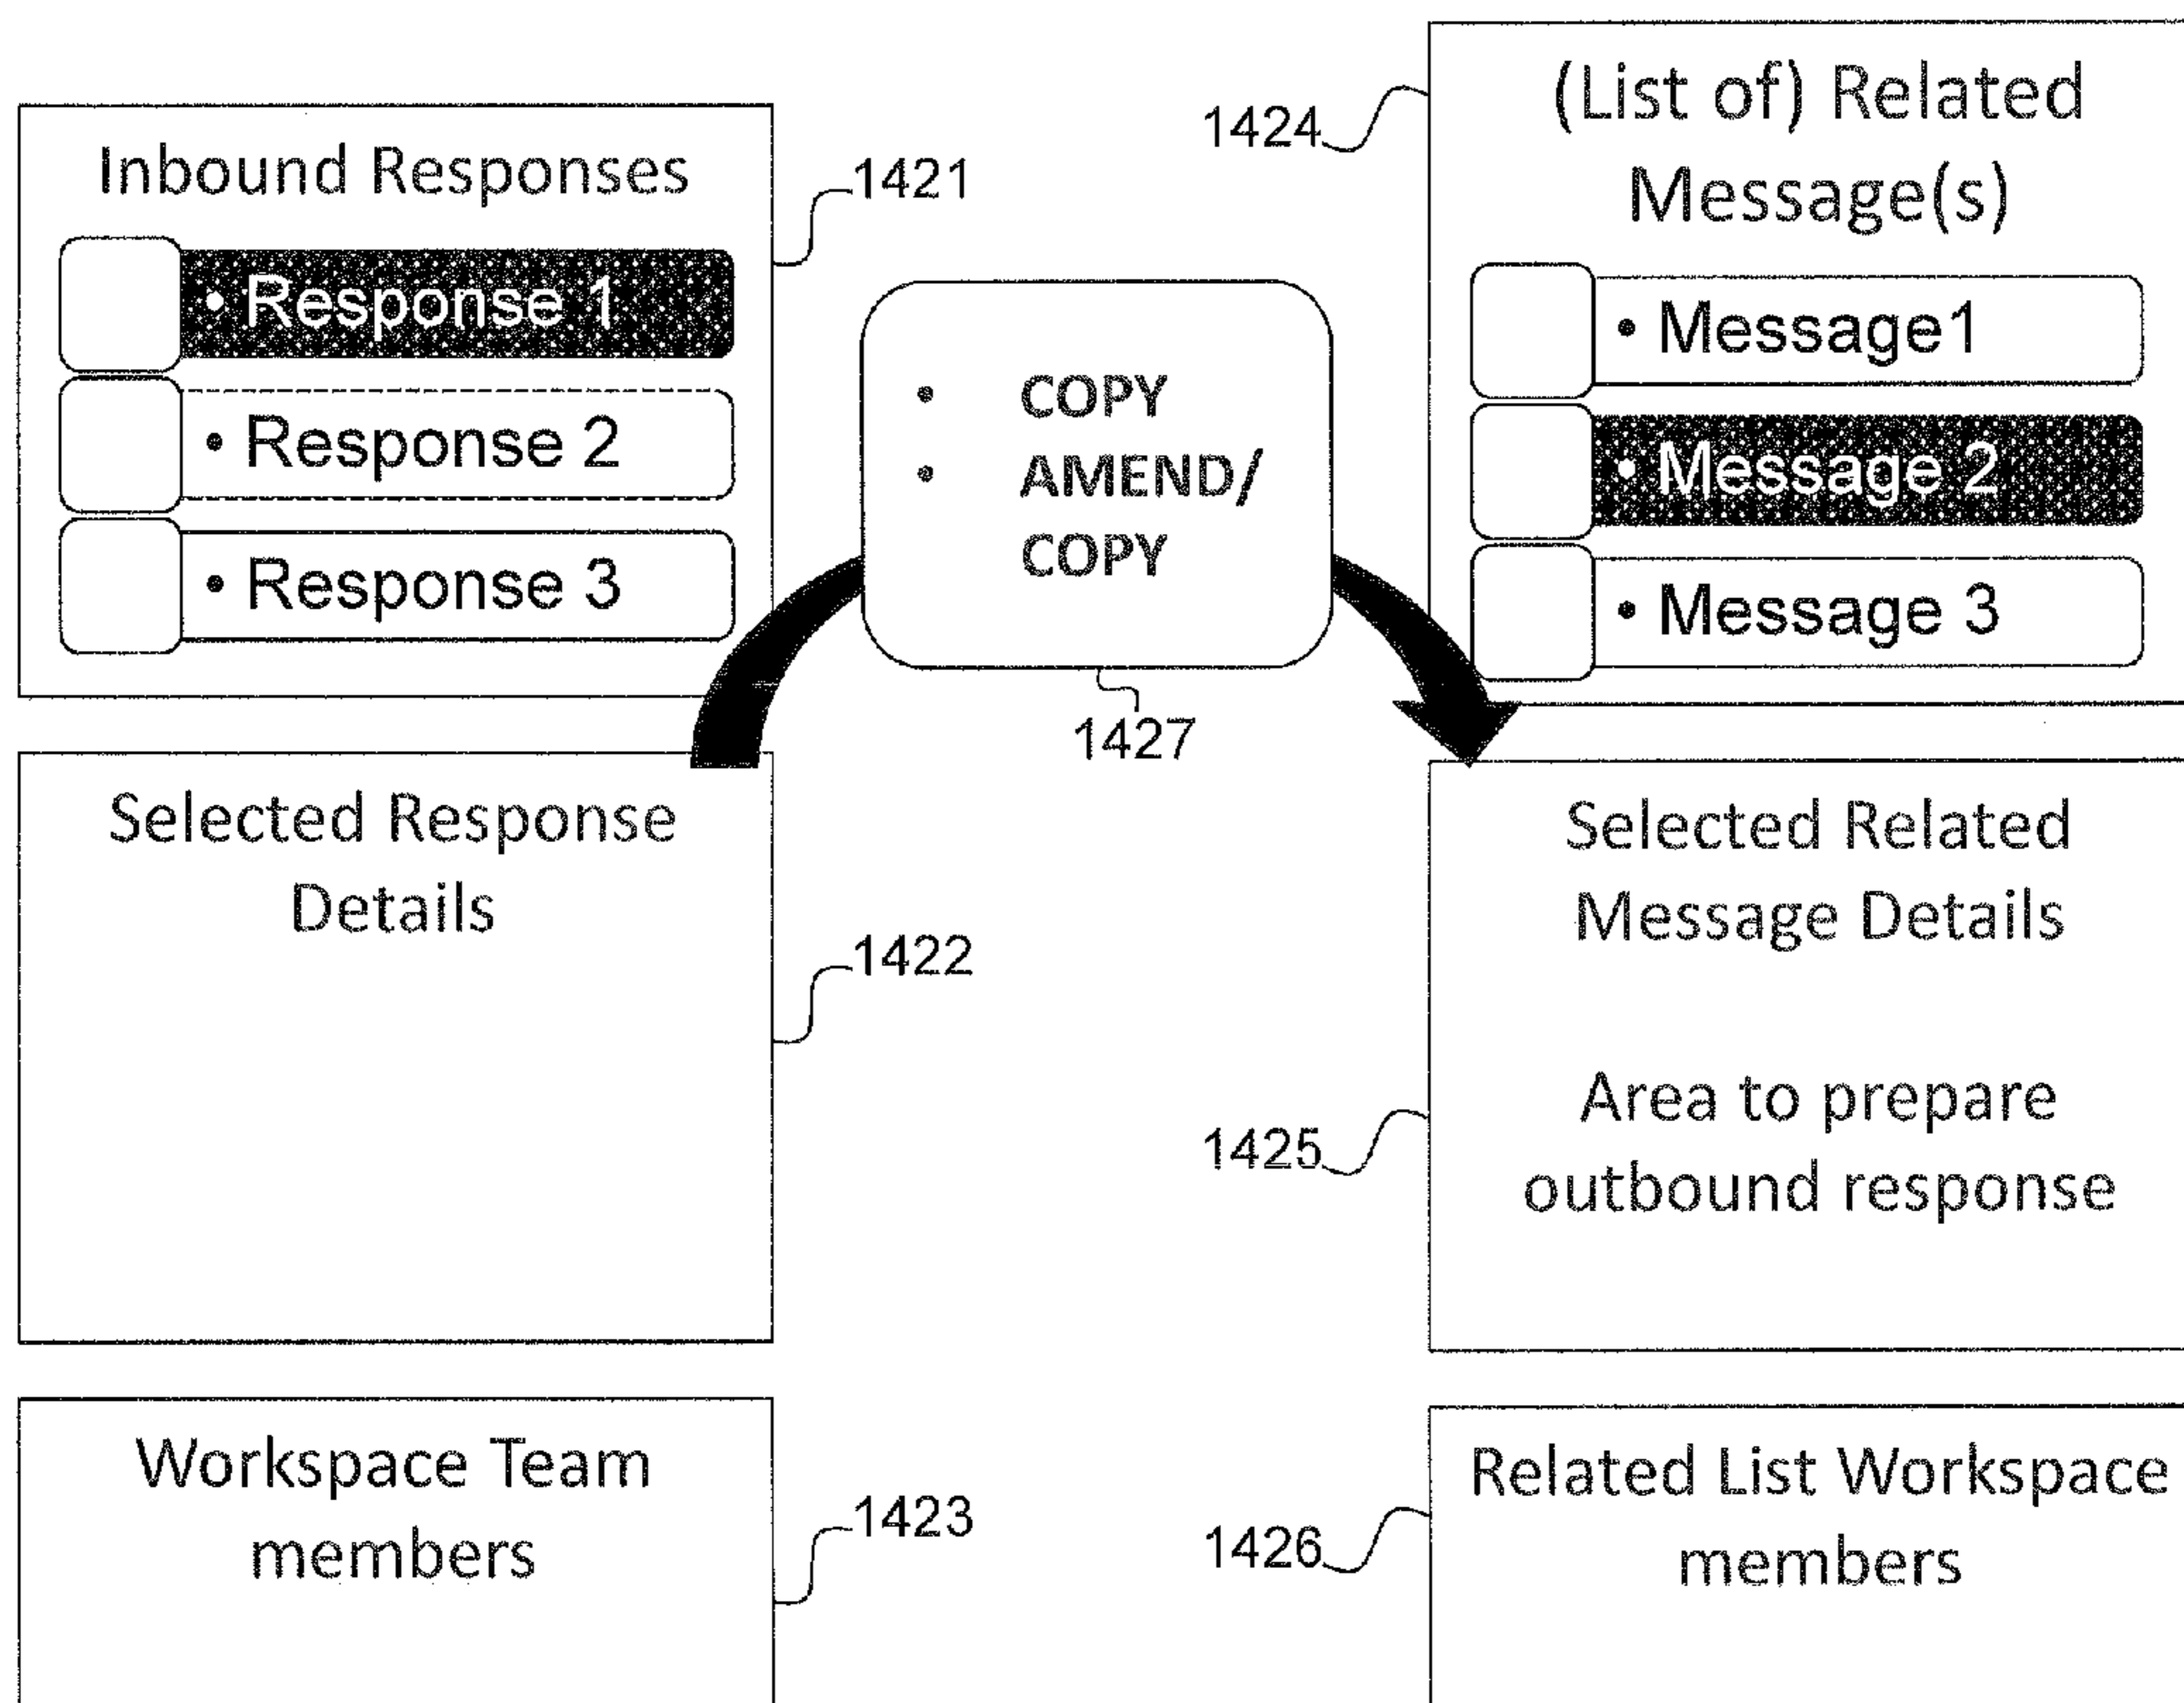 Inbound Responses
• Response 1
• Response 2
• Response 3
1421
Selected Response
Details
1422
Workspace Team
members
1423
• COPY
• AMEND/
COPY
1427
(List of) Related
Message(s)
• Message1
• Message 2
• Message 3
1424
Selected Related
Message Details
Area to prepare
outbound response
1425
Related List Workspace
members
1426